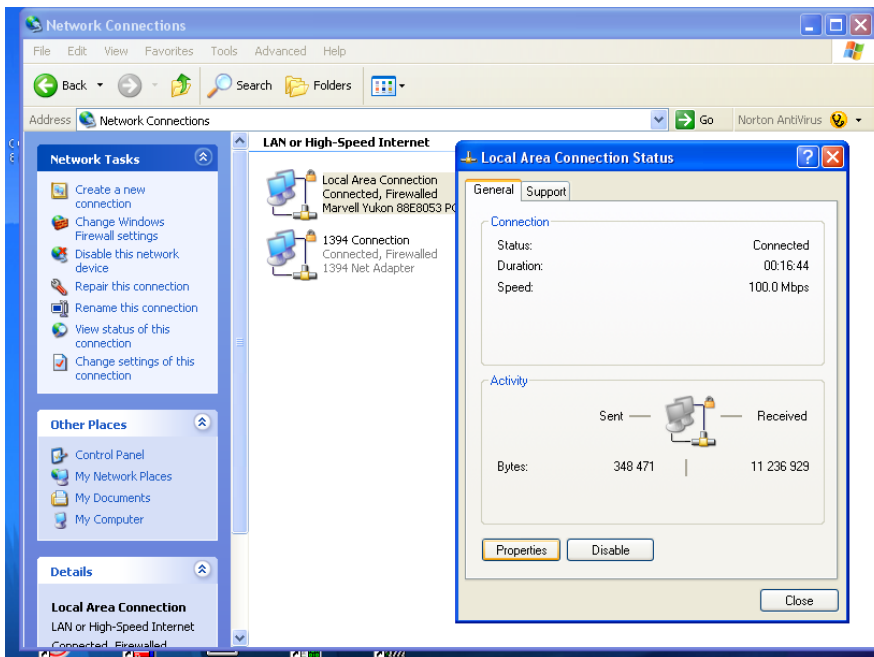 Network Connections
File Edit View Favorites Tools Advanced Help
Back Search Folders
Address Network Connections Go Norton AntiVirus
Network Tasks
Create a new
connection
Change Windows
Firewall settings
Disable this network
device
Repair this connection
Rename this connection
View status of this
connection
Change settings of this
connection
Other Places
Control Panel
My Network Places
My Documents
My Computer
Details
Local Area Connection
LAN or High-Speed Internet
Connected, Firewalled
LAN or High-Speed Internet
Local Area Connection
Connected, Firewalled
Marvell Yukon 88E8053 PC
1394 Connection
Connected, Firewalled
1394 Net Adapter
Local Area Connection Status
General Support
Connection
Status: Connected
Duration: 00:16:44
Speed: 100.0 Mbps
Activity
Sent — — Received
Bytes: 348 471 | 11 236 929
Properties Disable
Close